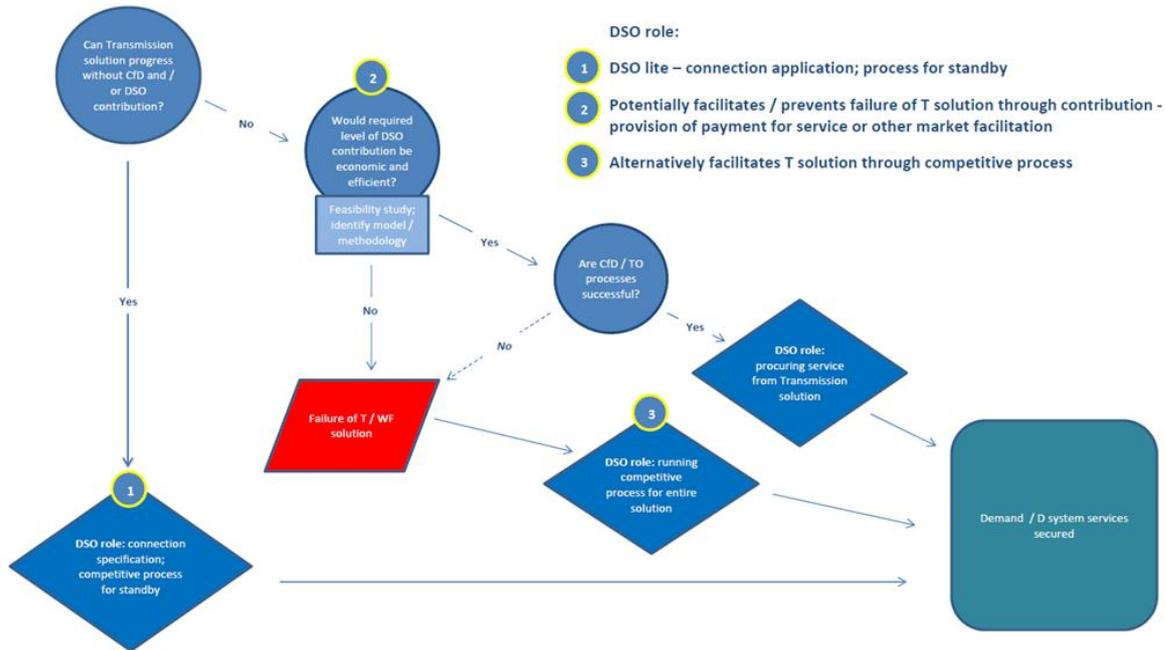 Can Transmission
solution progress
without CfD and /
or DSO
contribution?
No
Yes
2
Would required
level of DSO
contribution be
economic and
efficient?
Feasibility study;
identify model /
methodology
Yes
No
Are CfD / TO
processes
successful?
No
Yes
Failure of T / WF
solution
DSO role:
procuring service
from Transmission
solution
3
DSO role: running
competitive
process for entire
solution
1
DSO role: connection
specification;
competitive process
for standby
Demand / D system services
secured
DSO role:
1
DSO lite – connection application; process for standby
2
Potentially facilitates / prevents failure of T solution through contribution -
provision of payment for service or other market facilitation
3
Alternatively facilitates T solution through competitive process